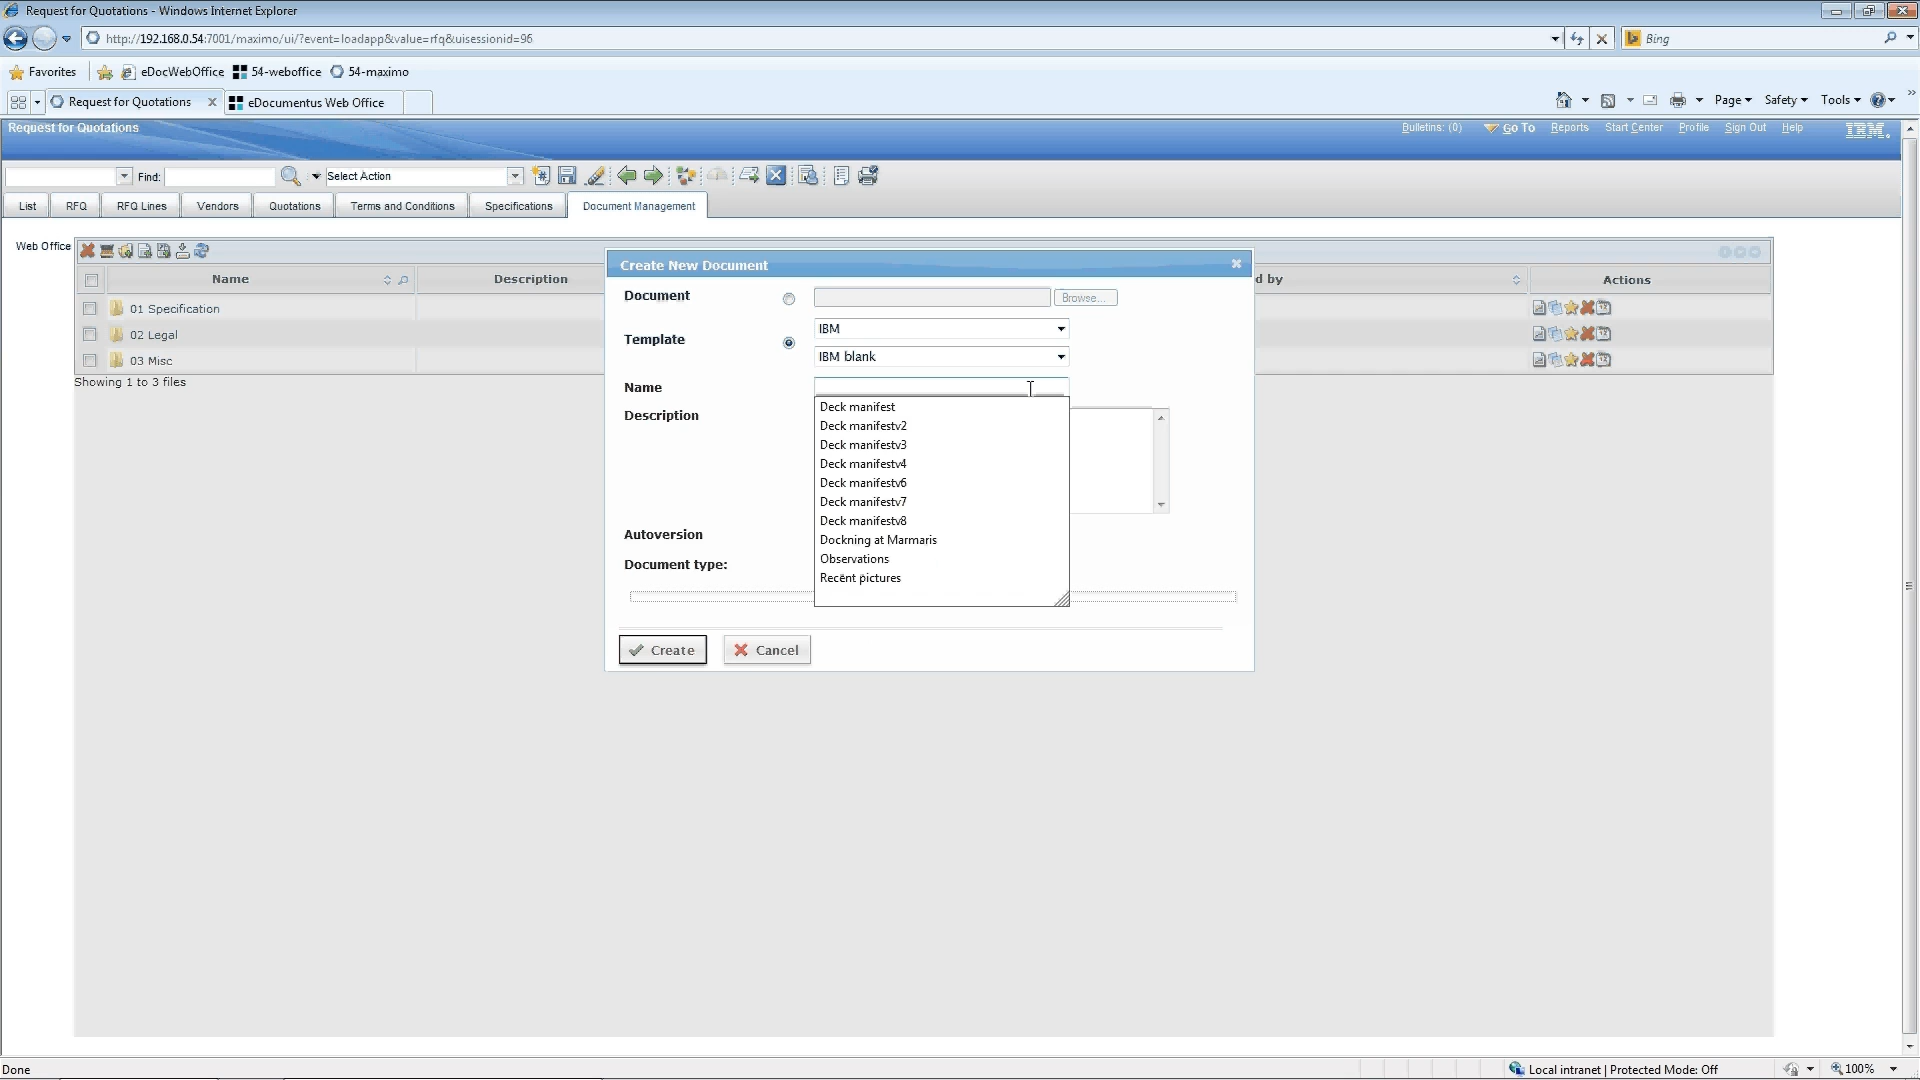 Request for Quotations - Windows Internet Explorer
http://192.168.0.54:7001/maximo/ui/?event=loadapp&value=rfq&uisessionid=96
Bing
Favorites
eDocWebOffice
54-weboffice
54-maximo
Request for Quotations
eDocumentus Web Office
Page
Safety
Tools
Request for Quotations
Bulletins: (0)
Go To
Reports
Start Center
Profile
Sign Out
Help
IBM.
Find:
Select Action
List
RFQ
RFQ Lines
Vendors
Quotations
Terms and Conditions
Specifications
Document Management
Web Office
Name
Description
d by
Actions
01 Specification
02 Legal
03 Misc
Showing 1 to 3 files
Create New Document
Document
Browse...
Template
IBM
IBM blank
Name
Description
Deck manifest
Deck manifestv2
Deck manifestv3
Deck manifestv4
Deck manifestv6
Deck manifestv7
Deck manifestv8
Dockning at Marmaris
Observations
Recent pictures
Autoversion
Document type:
Create
Cancel
Done
Local intranet | Protected Mode: Off
100%